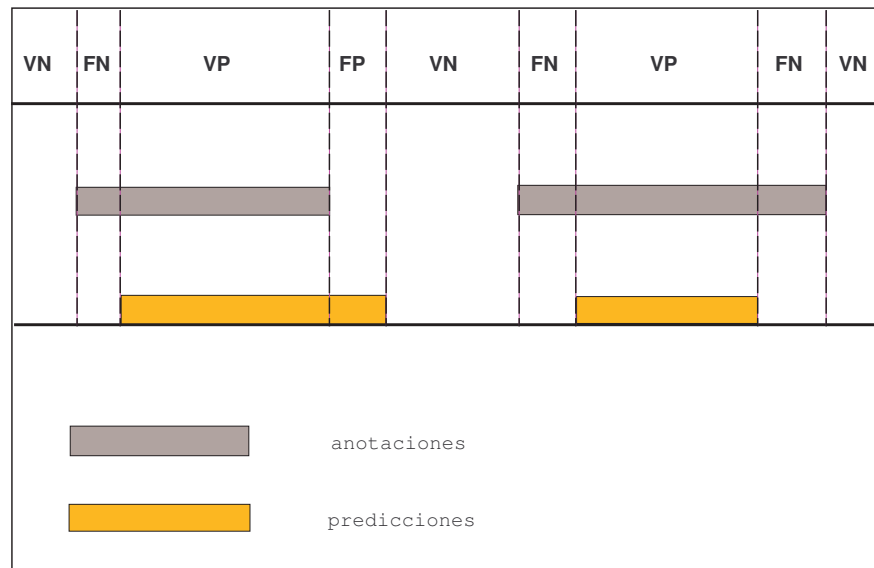 VN FN VP FP VN FN VP FN VN
anotaciones
predicciones